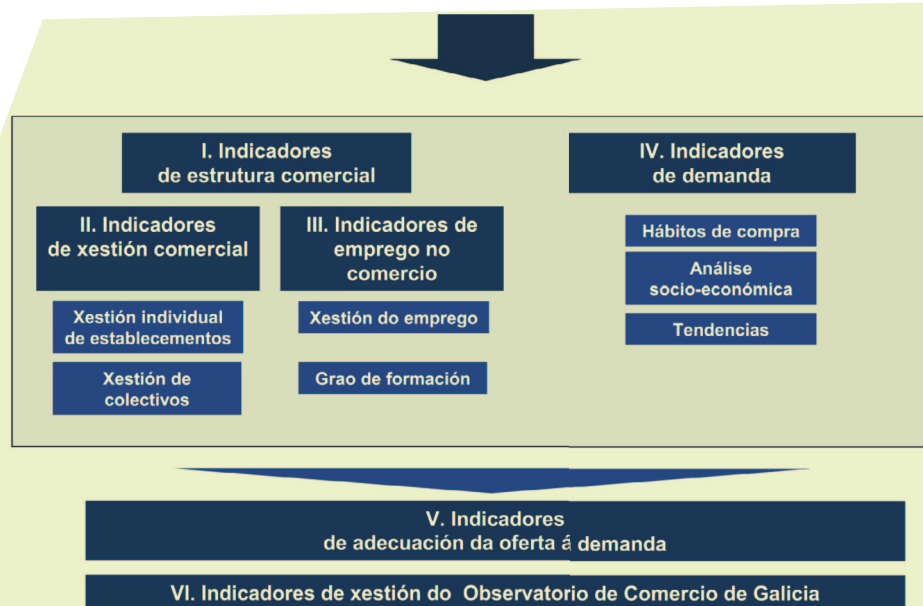 I. Indicadores
de estrutura comercial
IV. Indicadores
de demanda
II. Indicadores
de xestión comercial
III. Indicadores de
emprego no
comercio
Hábitos de compra
Análise
socio-económica
Tendencias
Xestión individual
de establecementos
Xestión do emprego
Xestión de
colectivos
Grao de formación
V. Indicadores
de adecuación da oferta á demanda
VI. Indicadores de xestión do Observatorio de Comercio de Galicia